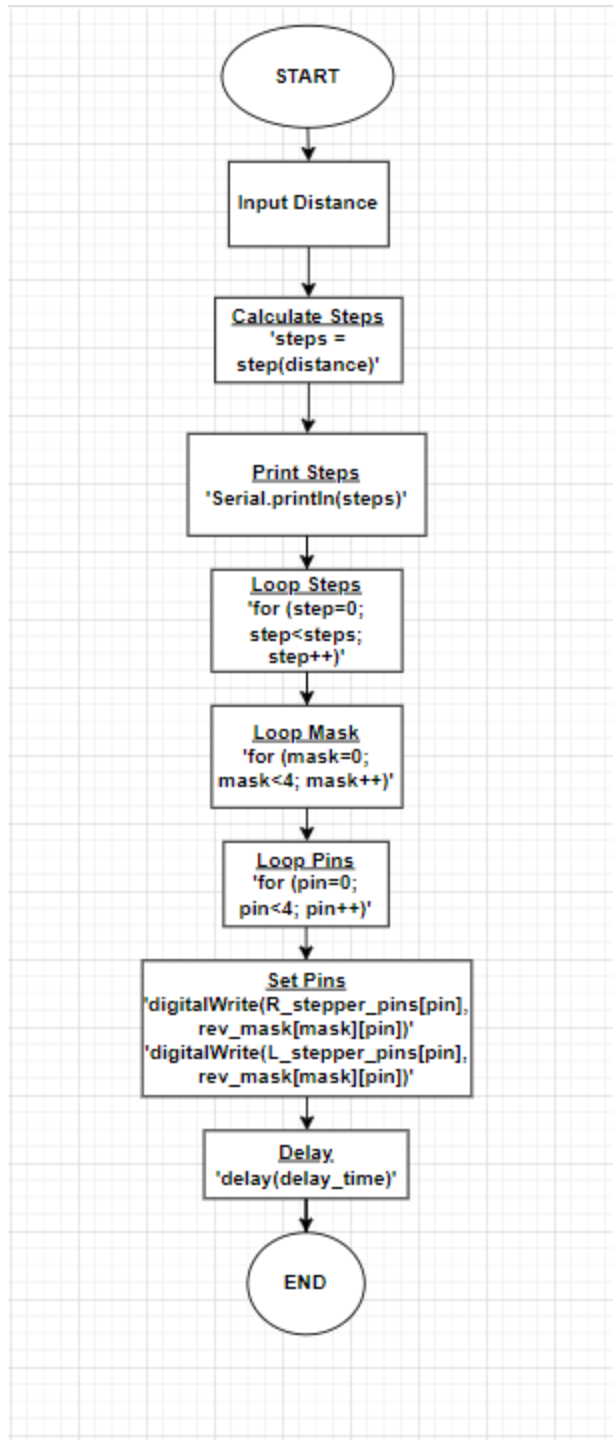 START
Input Distance
Calculate Steps
'steps =
step(distance)'
Print Steps
'Serial.println(steps)'
Loop Steps
'for (step=0;
step<steps;
step++)'
Loop Mask
'for (mask=0;
mask<4; mask++)'
Loop Pins
'for (pin=0;
pin<4; pin++)'
Set Pins
'digitalWrite(R_stepper_pins[pin],
rev_mask[mask][pin])'
'digitalWrite(L_stepper_pins[pin],
rev_mask[mask][pin])'
Delay
'delay(delay_time)'
END